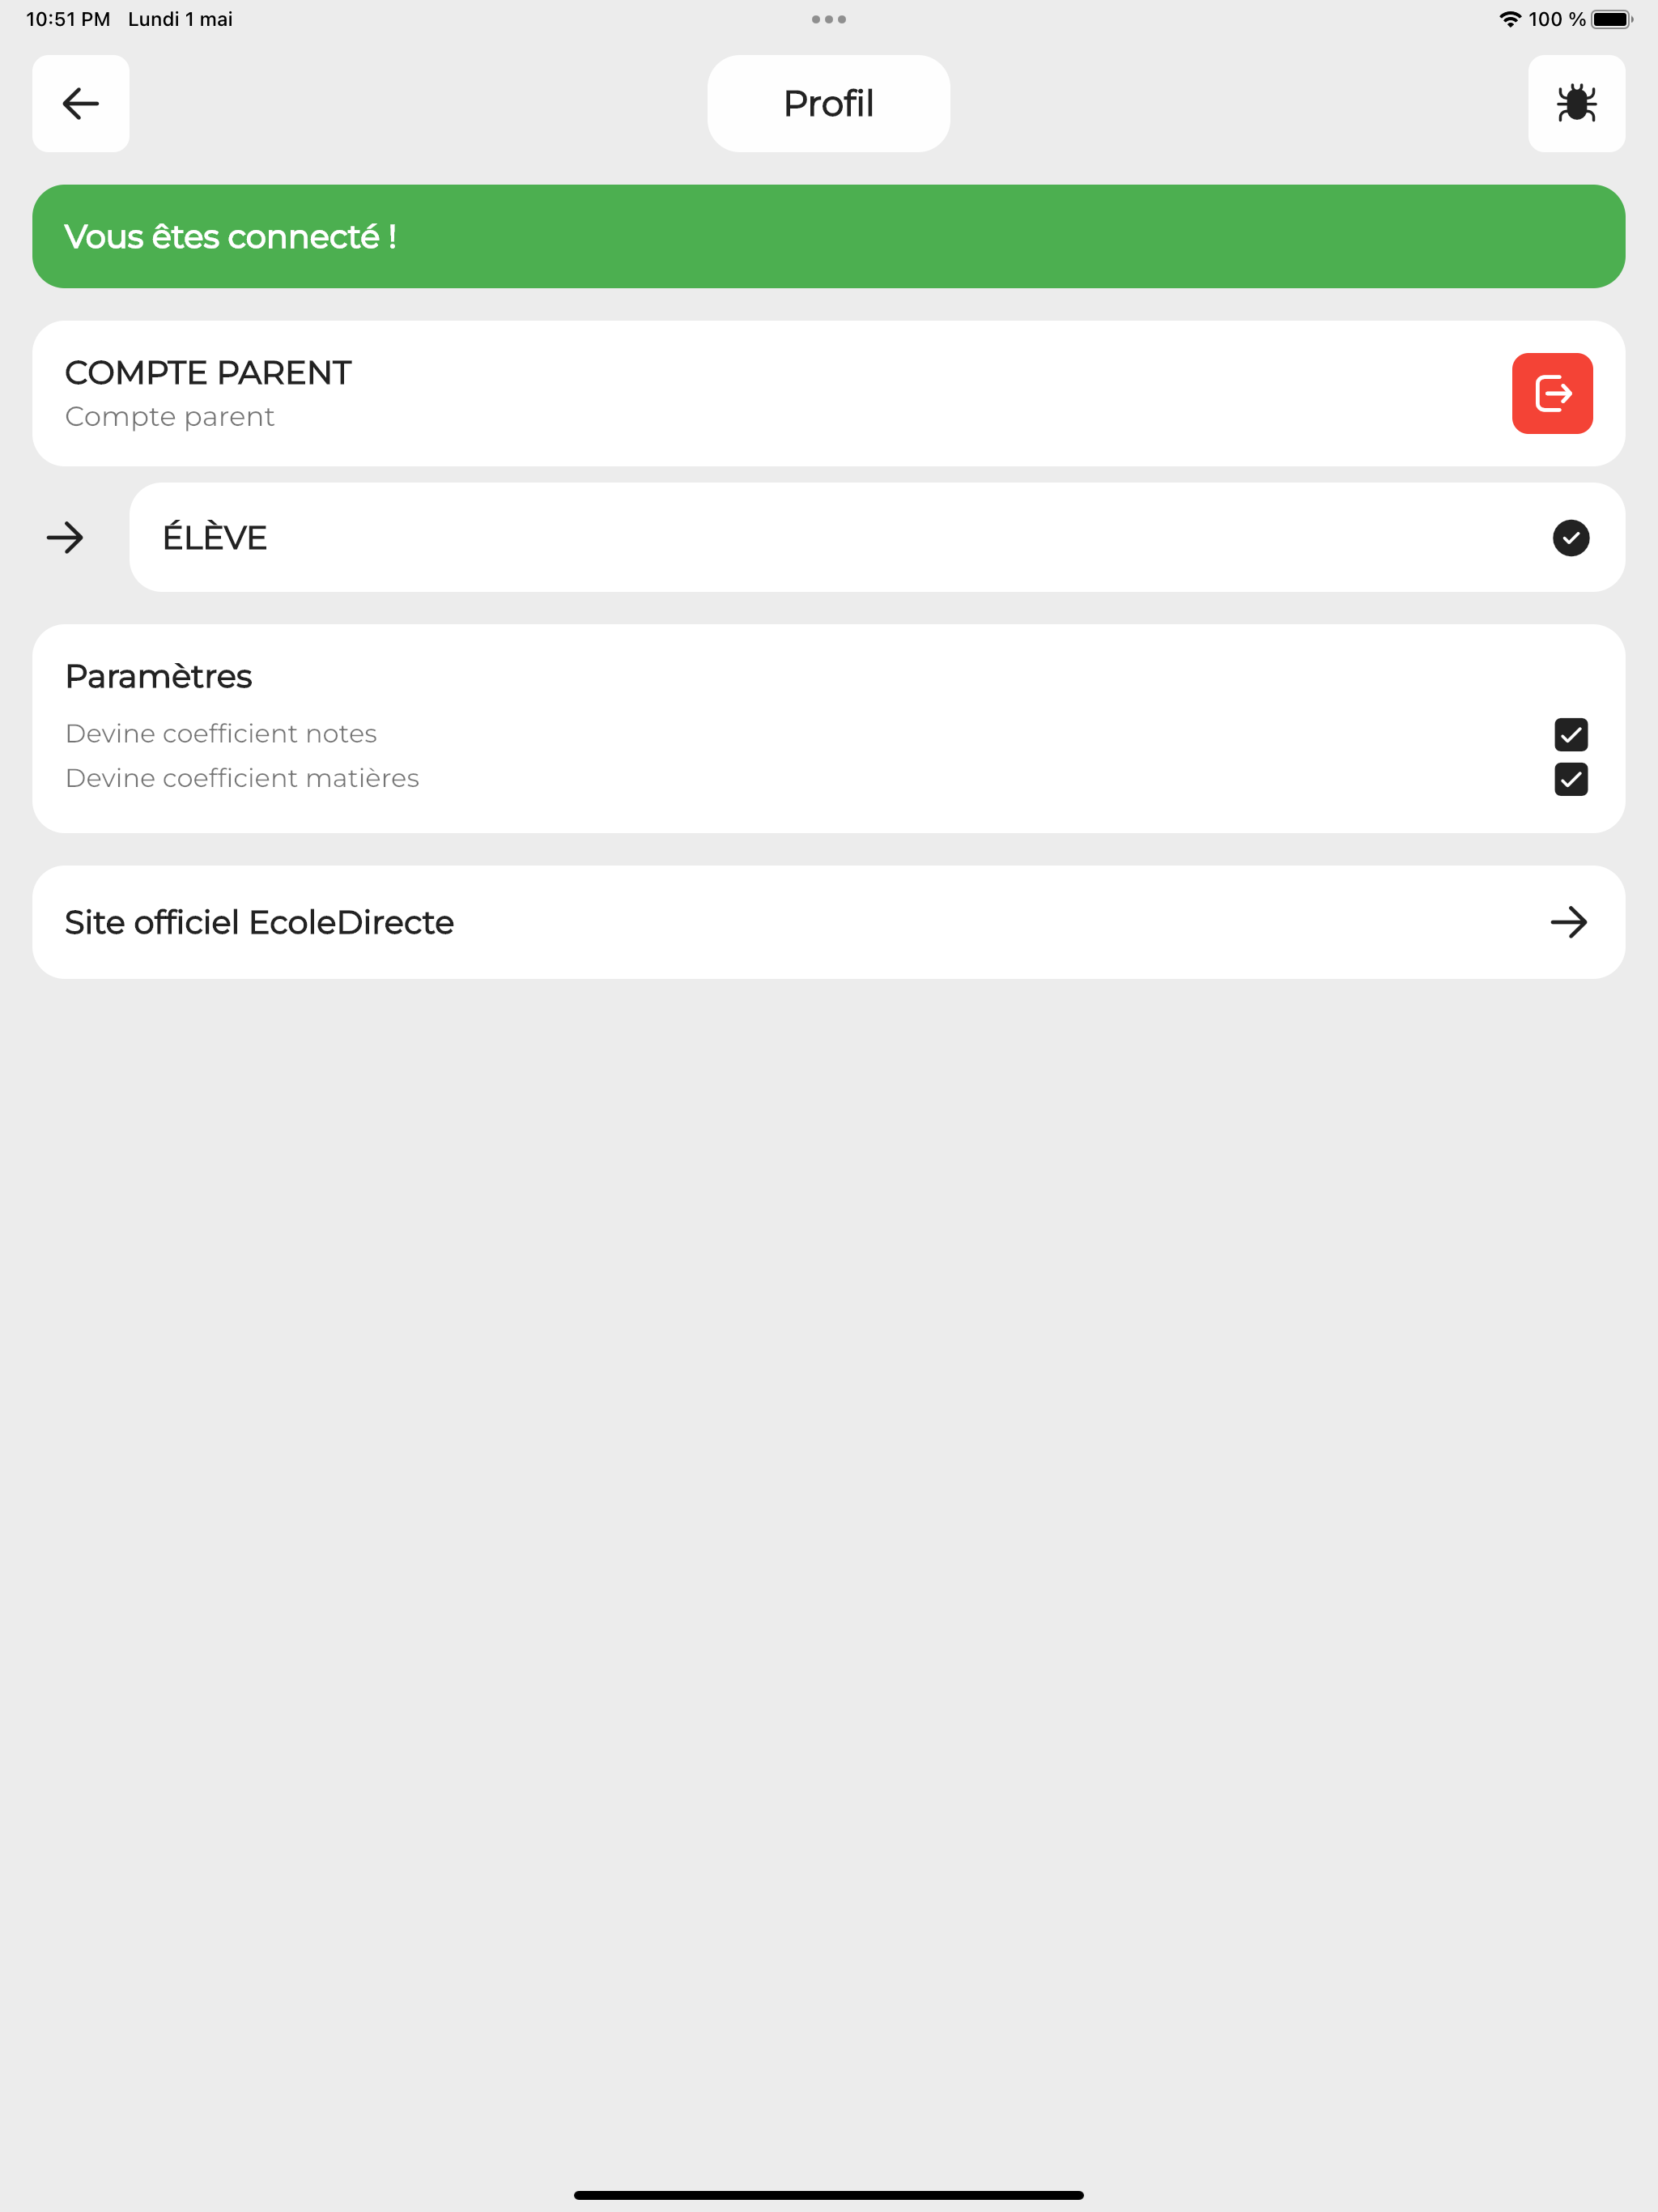 10:51 PM Lundi 1 mai
100 %
Profil
Vous êtes connecté !
COMPTE PARENT
Compte parent
ÉLÈVE
Paramètres
Devine coefficient notes
Devine coefficient matières
Site officiel EcoleDirecte